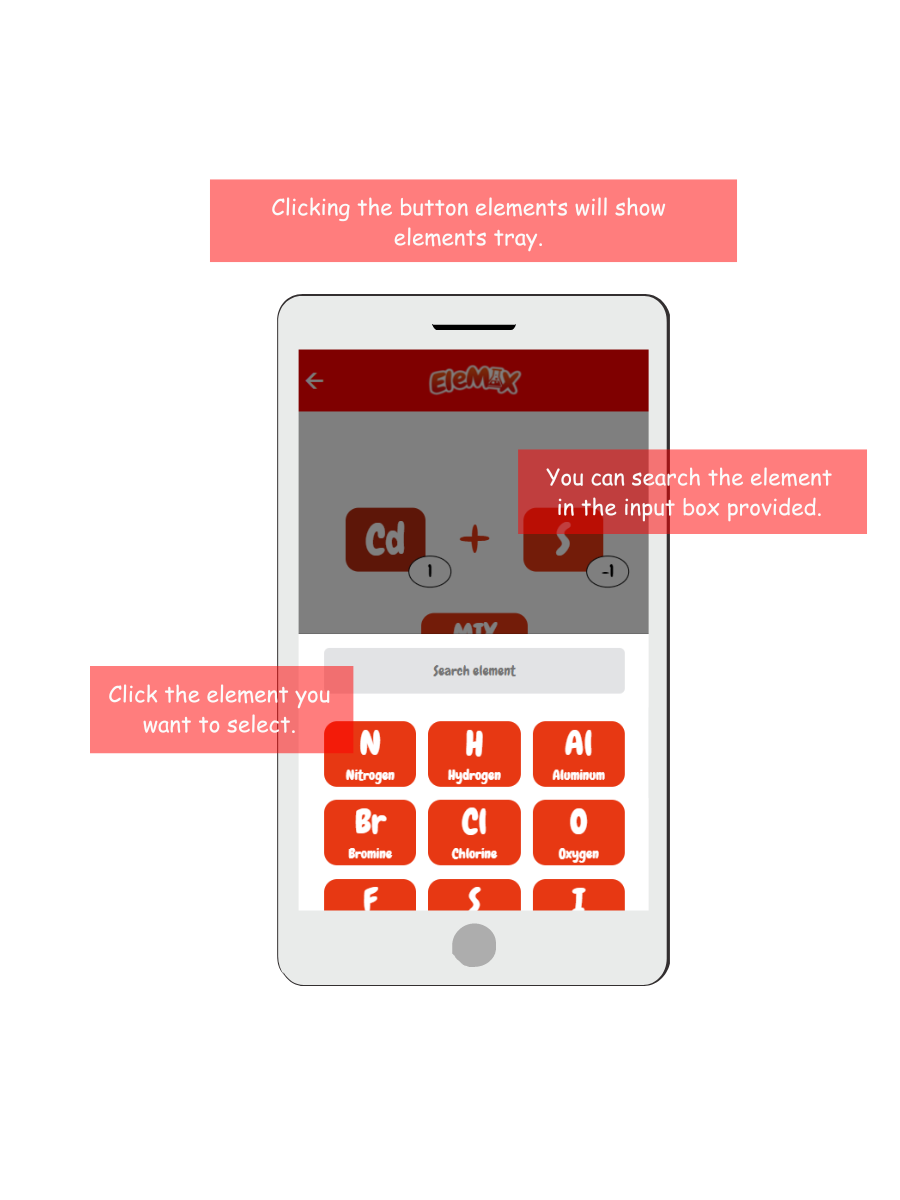 Clicking the button elements will show
elements tray.
EleMix
You can search the element
in the input box provided.
Cd + S
1 -1
MIX
Search element
Click the element you
want to select.
N H Al
Nitrogen Hydrogen Aluminum
Br Cl O
Bromine Chlorine Oxygen
F S I